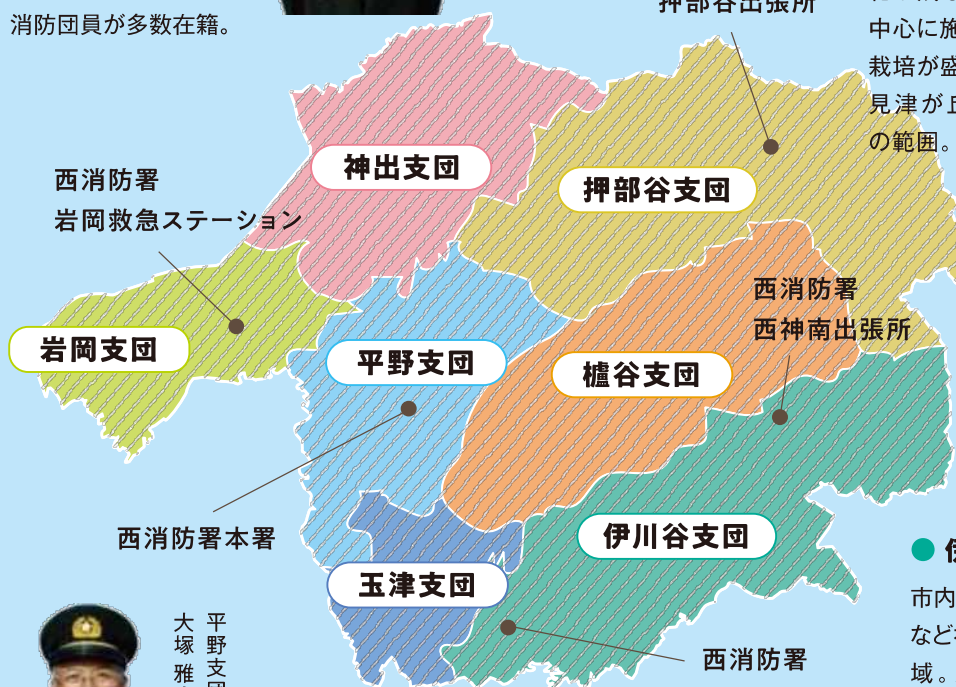 消防団員が多数在籍。
押部谷出張所
中心に施
栽培が盛
見津が丘
の範囲。
神出支団
押部谷支団
西消防署
岩岡救急ステーション
西消防署
西神南出張所
岩岡支団
平野支団
櫨谷支団
西消防署本署
伊川谷支団
玉津支団
西消防署
市内
など
域。
平野支団
大塚 雅